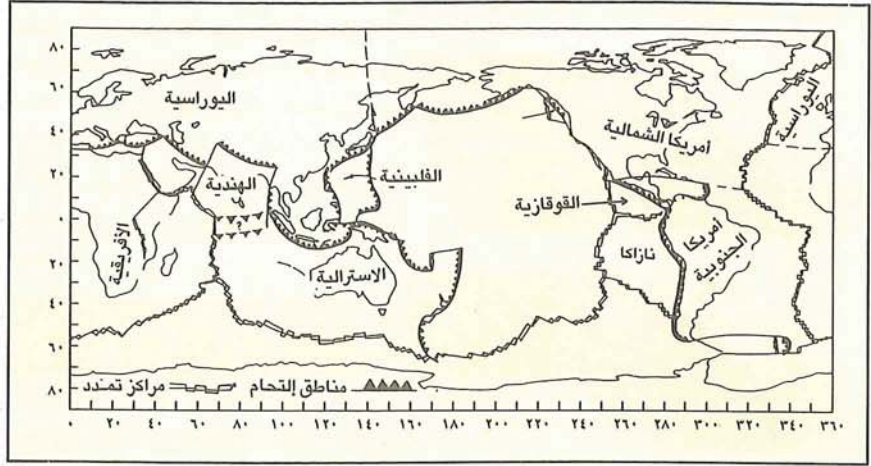 ٨٠
٦٠
٤٠
٢٠
٠
٢٠
٤٠
٦٠
٨٠
اليوراسية
اليوراسية
أمريكا الشمالية
الفلبينية
الهندية
؟
القوقازية
الأفريقية
أمريكا
الجنوبية
نازاكا
الاسترالية
مناطق إلتحام
مراكز تمدد
٠ ٢٠ ٤٠ ٦٠ ٨٠ ١٠٠ ١٢٠ ١٤٠ ١٦٠ ١٨٠ ٢٠٠ ٢٢٠ ٢٤٠ ٢٦٠ ٢٨٠ ٣٠٠ ٣٢٠ ٣٤٠ ٣٦٠